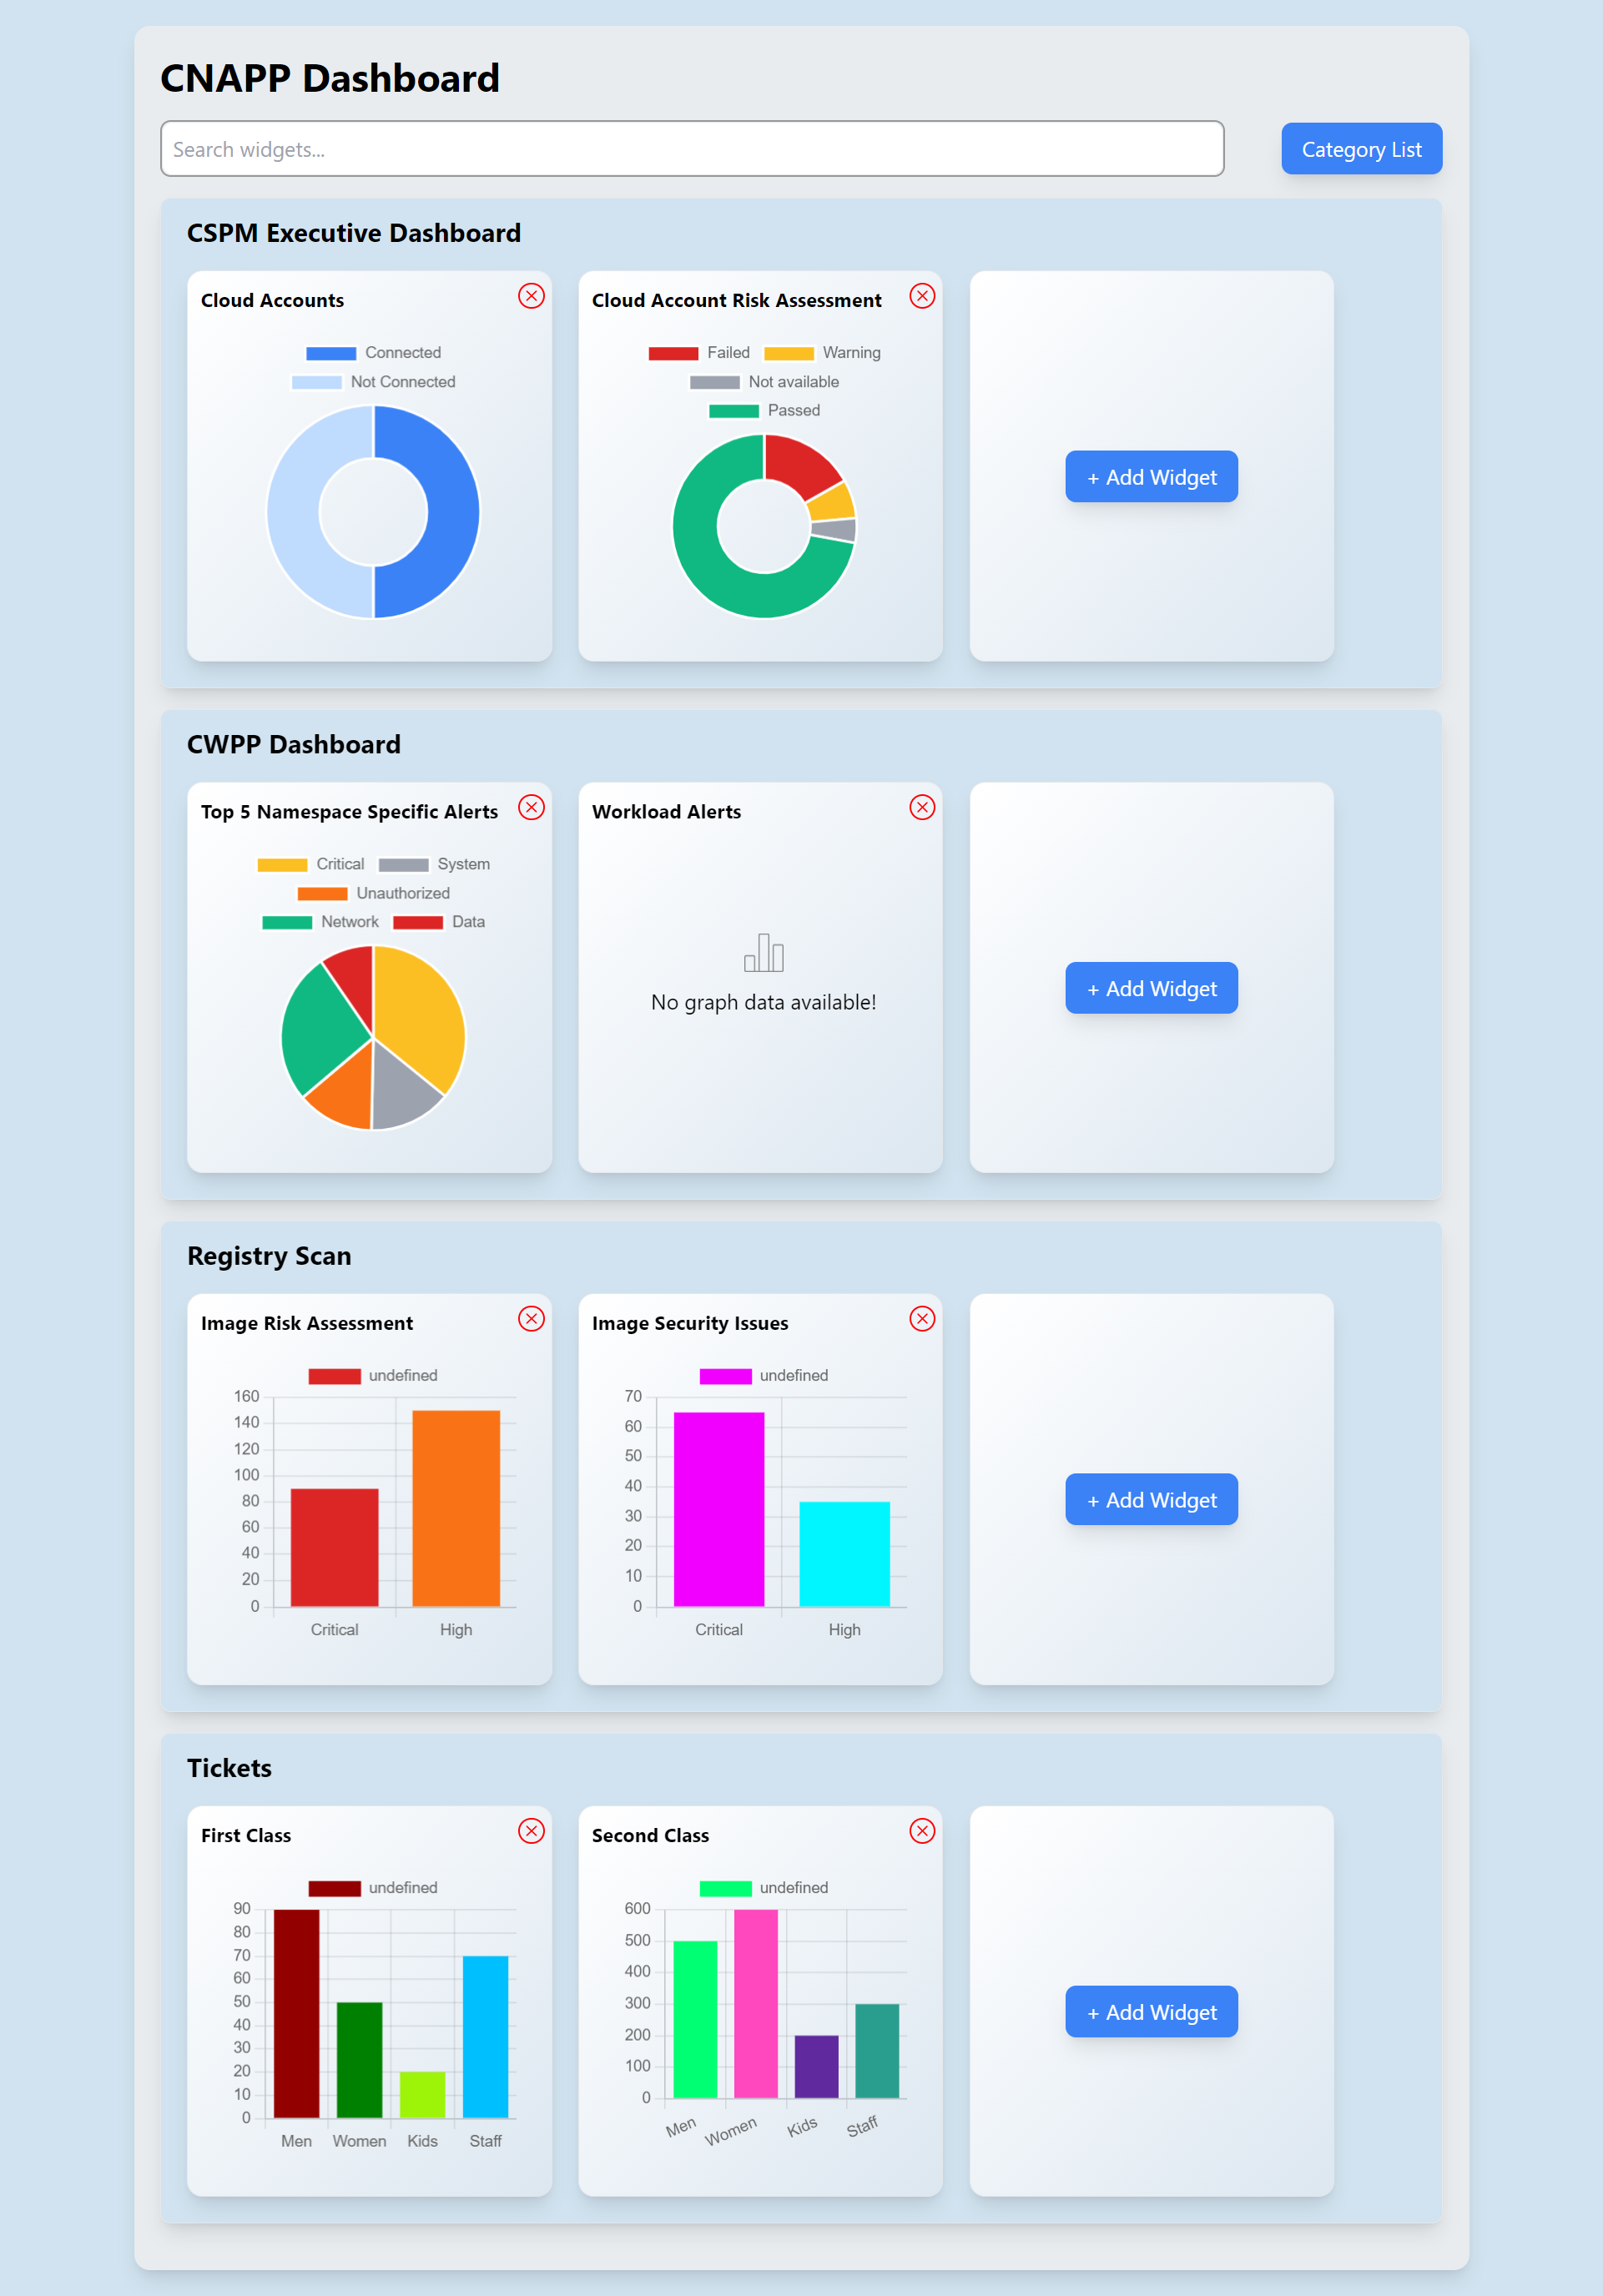 CNAPP Dashboard
Search widgets...
Category List
CSPM Executive Dashboard
Cloud Accounts
Connected
Not Connected
Cloud Account Risk Assessment
Failed Warning
Not available
Passed
+ Add Widget
CWPP Dashboard
Top 5 Namespace Specific Alerts
Critical System
Unauthorized
Network Data
Workload Alerts
No graph data available!
+ Add Widget
Registry Scan
Image Risk Assessment
undefined
160
140
120
100
80
60
40
20
0
Critical High
Image Security Issues
undefined
70
60
50
40
30
20
10
0
Critical High
+ Add Widget
Tickets
First Class
undefined
90
80
70
60
50
40
30
20
10
0
Men Women Kids Staff
Second Class
undefined
600
500
400
300
200
100
0
Men Women Kids Staff
+ Add Widget